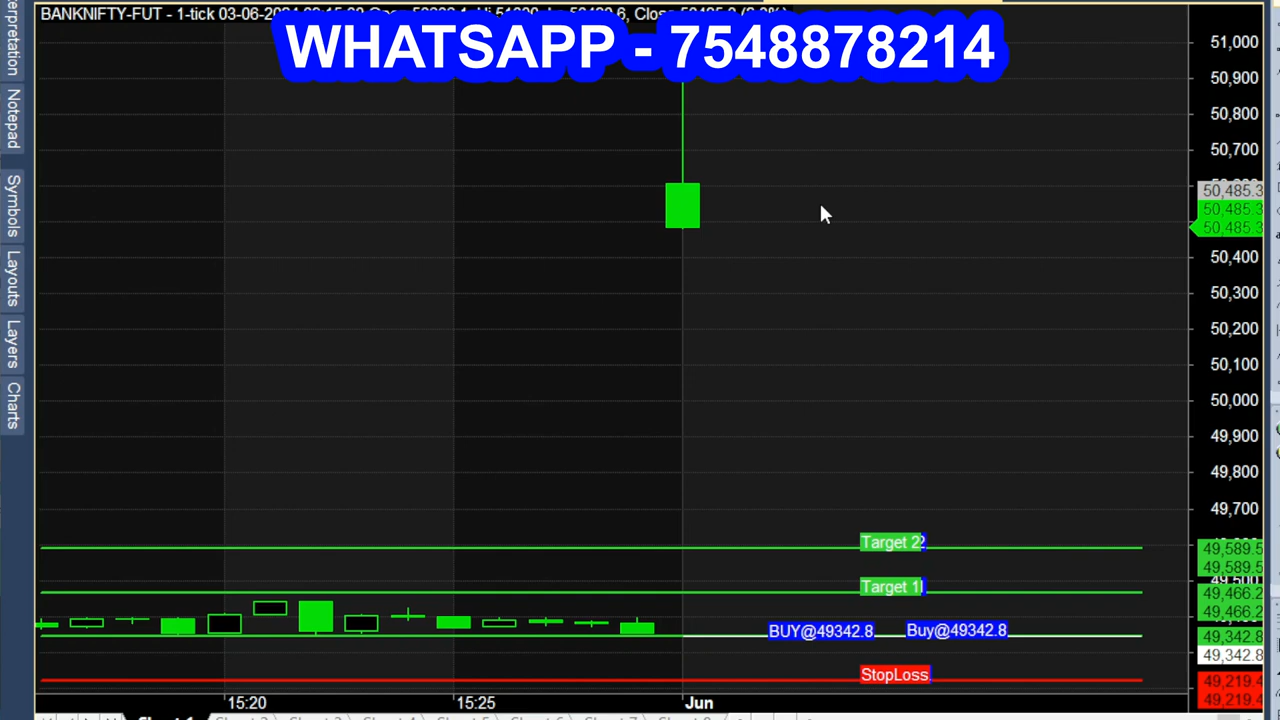 BANKNIFTY-FUT - 1-tick
WHATSAPP - 7548878214
Interpretation
Notepad
Symbols
Layouts
Layers
Charts
51,000
50,900
50,800
50,700
50,485.3
50,485.3
50,485.3
50,400
50,300
50,200
50,100
50,000
49,900
49,800
49,700
Target 2
49,589.5
49,589.5
49,500
Target 1
49,466.2
49,466.2
BUY@49342.8
Buy@49342.8
49,342.8
49,342.8
StopLoss
49,219.4
49,219.4
15:20
15:25
Jun